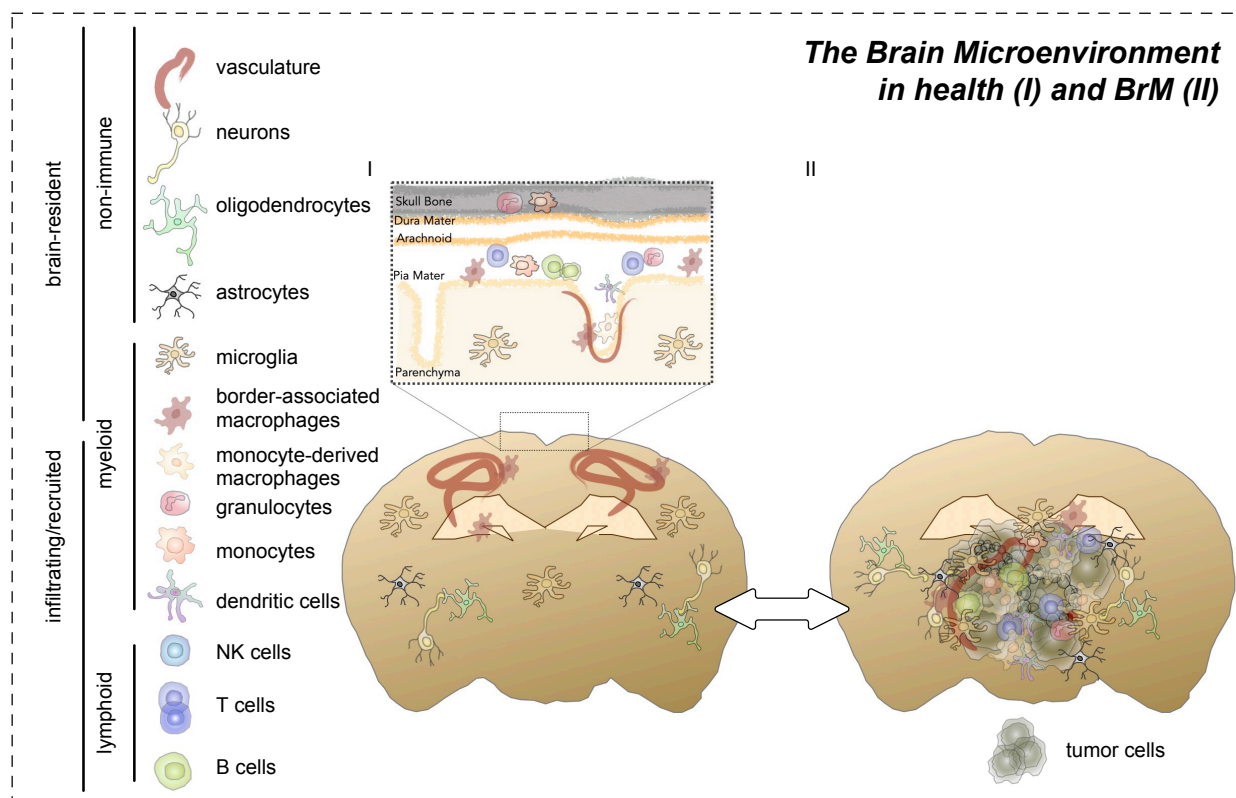 The Brain Microenvironment
in health (I) and BrM (II)
brain-resident
infiltrating/recruited
non-immune
myeloid
lymphoid
vasculature
neurons
oligodendrocytes
astrocytes
microglia
border-associated
macrophages
monocyte-derived
macrophages
granulocytes
monocytes
dendritic cells
NK cells
T cells
B cells
I
Skull Bone
Dura Mater
Arachnoid
Pia Mater
Parenchyma
II
tumor cells